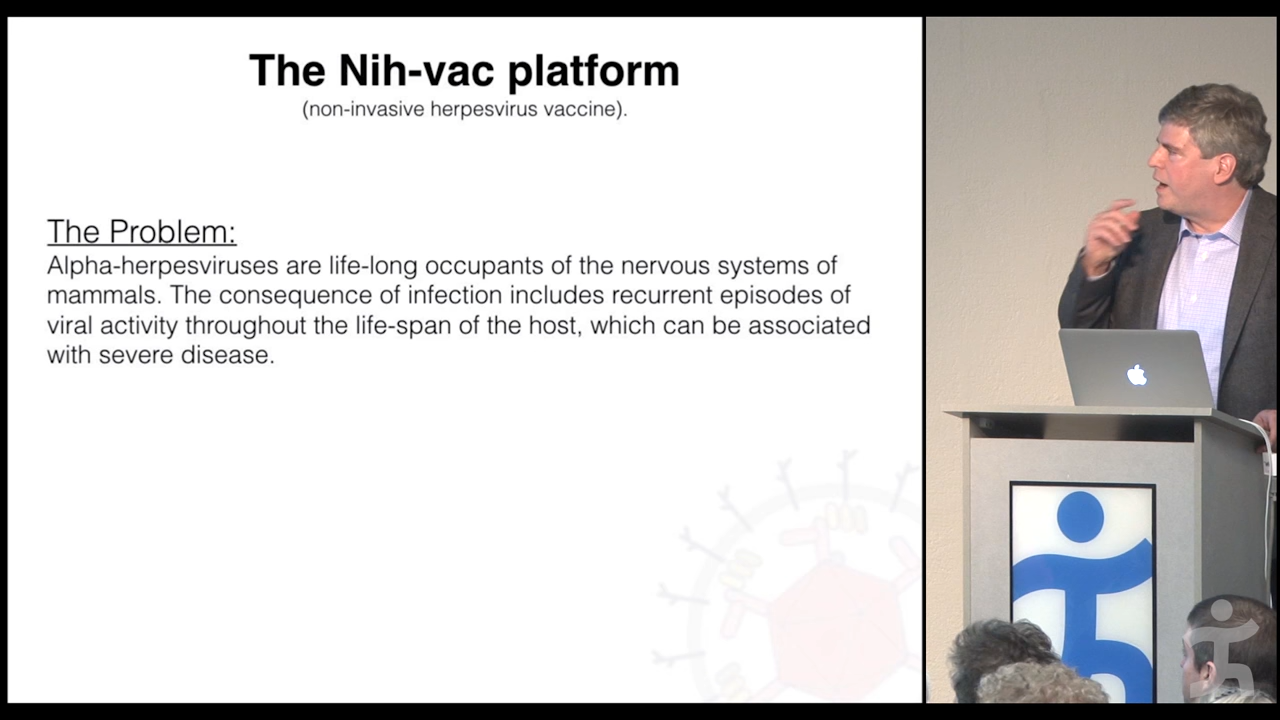 The Nih-vac platform
(non-invasive herpesvirus vaccine).
The Problem:
Alpha-herpesviruses are life-long occupants of the nervous systems of
mammals. The consequence of infection includes recurrent episodes of
viral activity throughout the life-span of the host, which can be associated
with severe disease.